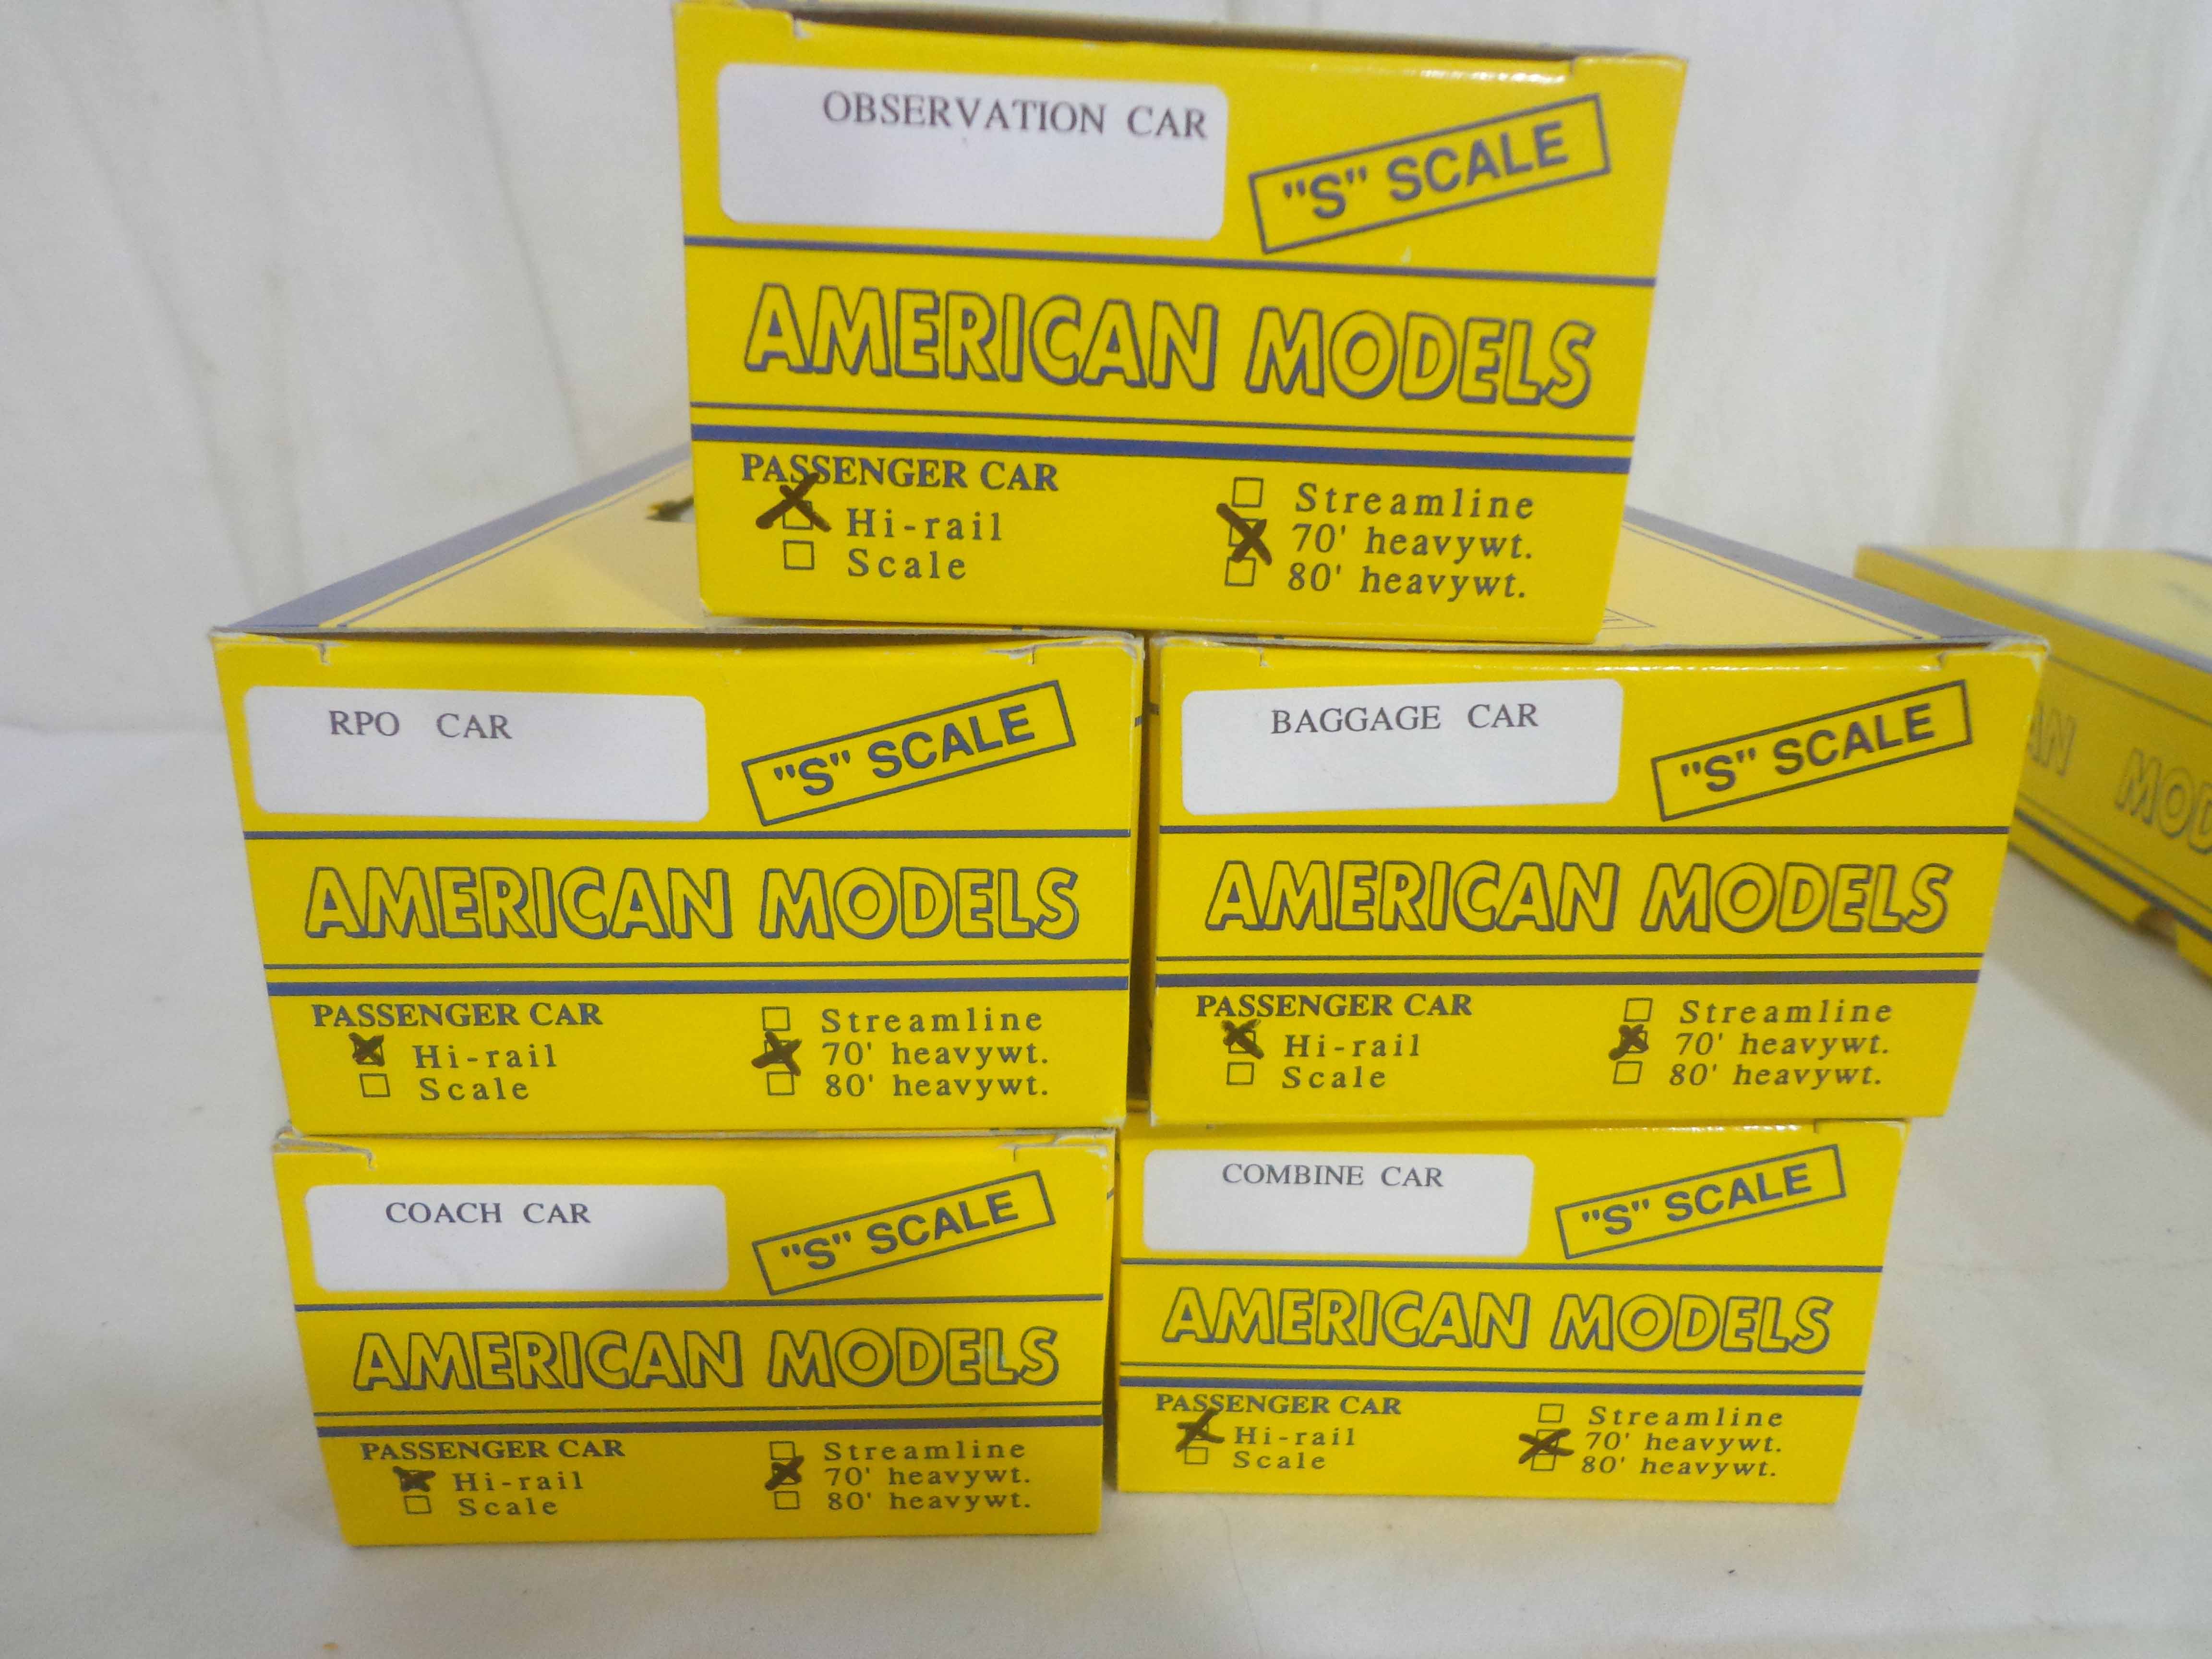 OBSERVATION CAR
"S" SCALE
AMERICAN MODELS
PASSENGER CAR
Hi-rail
Scale
Streamline
70' heavywt.
80' heavywt.
RPO CAR
"S" SCALE
AMERICAN MODELS
PASSENGER CAR
Hi-rail
Scale
Streamline
70' heavywt.
80' heavywt.
BAGGAGE CAR
"S" SCALE
AMERICAN MODELS
PASSENGER CAR
Hi-rail
Scale
Streamline
70' heavywt.
80' heavywt.
COACH CAR
"S" SCALE
AMERICAN MODELS
PASSENGER CAR
Hi-rail
Scale
Streamline
70' heavywt.
80' heavywt.
COMBINE CAR
"S" SCALE
AMERICAN MODELS
PASSENGER CAR
Hi-rail
Scale
Streamline
70' heavywt.
80' heavywt.
AN MOD